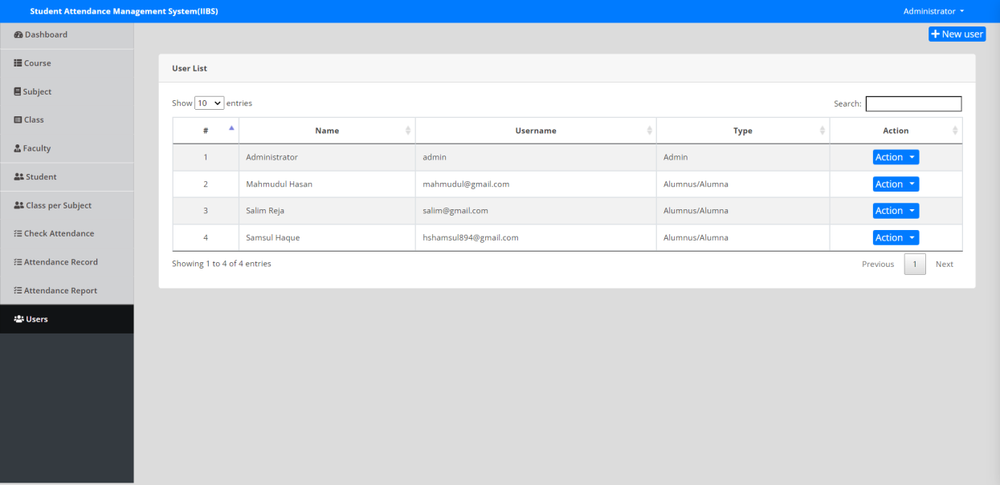 Student Attendance Management System(IIBS)
Administrator
Dashboard
Course
Subject
Class
Faculty
Student
Class per Subject
Check Attendance
Attendance Record
Attendance Report
Users
+ New user
User List
Show 10 entries
Search:
# Name Username Type Action
1 Administrator admin Admin Action
2 Mahmudul Hasan mahmudul@gmail.com Alumnus/Alumna Action
3 Salim Reja salim@gmail.com Alumnus/Alumna Action
4 Samsul Haque hshamsul894@gmail.com Alumnus/Alumna Action
Showing 1 to 4 of 4 entries
Previous 1 Next